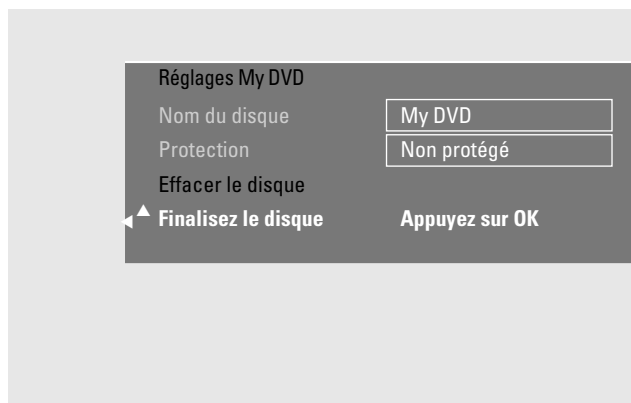 Réglages My DVD
Nom du disque My DVD
Protection Non protégé
Effacer le disque
Finalisez le disque Appuyez sur OK